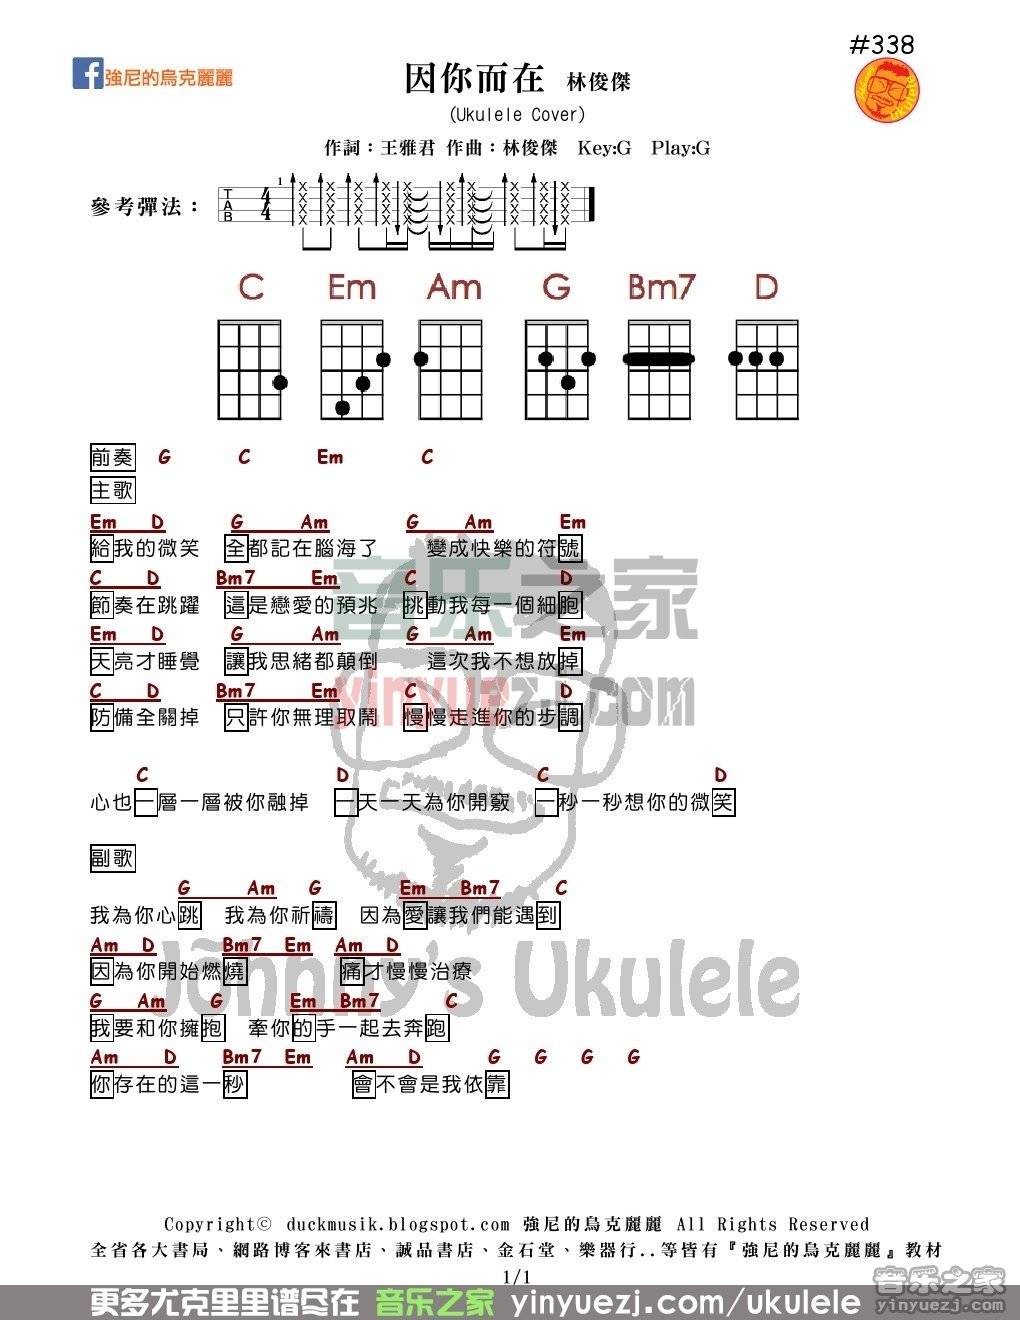 #338
強尼的烏克麗麗
因你而在 林俊傑
(Ukulele Cover)
作詞：王雅君 作曲：林俊傑 Key:G Play:G
參考彈法：
1
T A B 4 4
C Em Am G Bm7 D
前奏 G C Em C
主歌
Em D G Am G Am Em
給我的微笑 全都記在腦海了 變成快樂的符號
C D Bm7 Em C D
節奏在跳躍 這是戀愛的預兆 挑動我每一個細胞
Em D G Am G Am Em
天亮才睡覺 讓我思緒都顛倒 這次我不想放掉
C D Bm7 Em C D
防備全關掉 只許你無理取鬧 慢慢走進你的步調
C D C D
心也一層一層被你融掉 一天一天為你開竅 一秒一秒想你的微笑
副歌
G Am G Em Bm7 C
我為你心跳 我為你祈禱 因為愛讓我們能遇到
Am D Bm7 Em Am D
因為你開始燃燒 痛才慢慢治療
G Am G Em Bm7 C
我要和你擁抱 牽你的手一起去奔跑
Am D Bm7 Em Am D G G G G
你存在的這一秒 會不會是我依靠
音乐之家
yinyuezj.com
Johnny's Ukulele
Copyright© duckmusik.blogspot.com 強尼的烏克麗麗 All Rights Reserved
全省各大書局、網路博客來書店、誠品書店、金石堂、樂器行..等皆有『強尼的烏克麗麗』教材
1/1
更多尤克里里谱尽在 音乐之家 yinyuezj.com/ukulele
音乐之家
yinyuezj.com